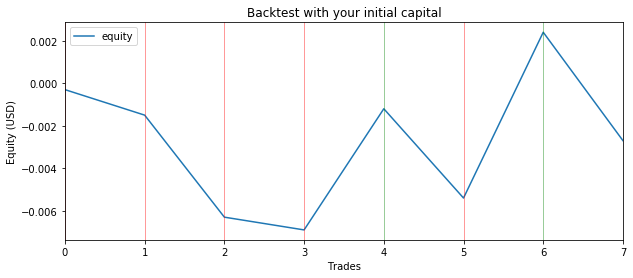 Backtest with your initial capital
equity
0.002
0.000
−0.002
−0.004
−0.006
Equity (USD)
0 1 2 3 4 5 6 7
Trades